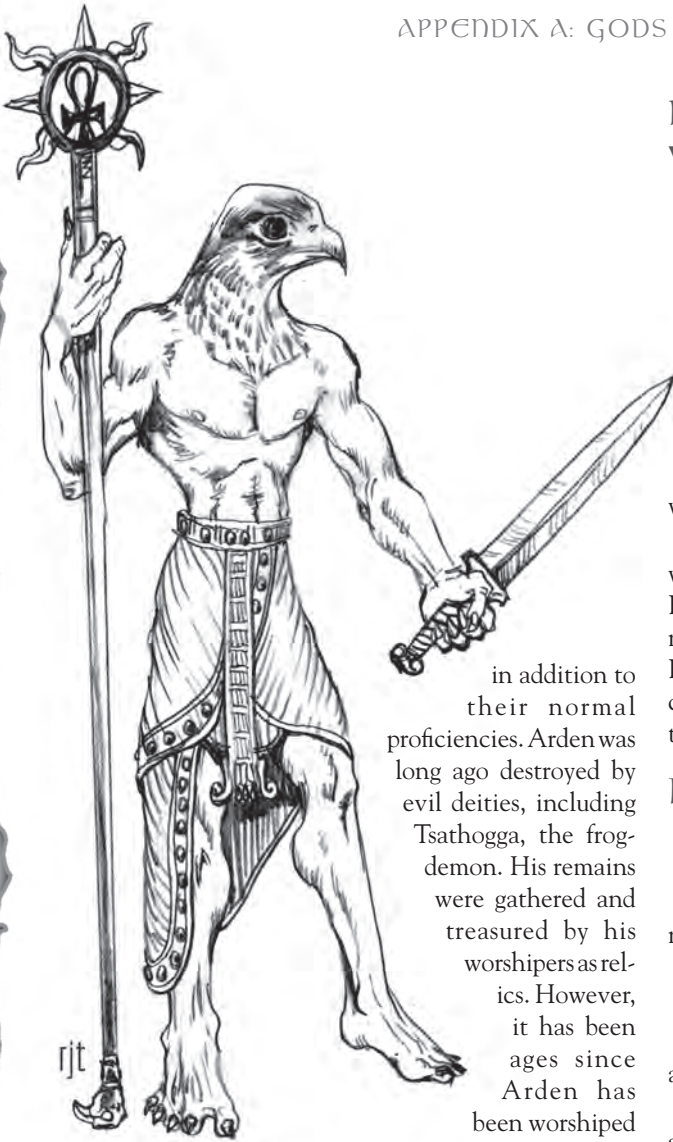 APPENDIX A: GODS
in addition to
their normal
proficiencies. Arden was
long ago destroyed by
evil deities, including
Tsathogga, the frog-
demon. His remains
were gathered and
treasured by his
worshipers as rel-
ics. However,
it has been
ages since
Arden has
been worshiped
rjt